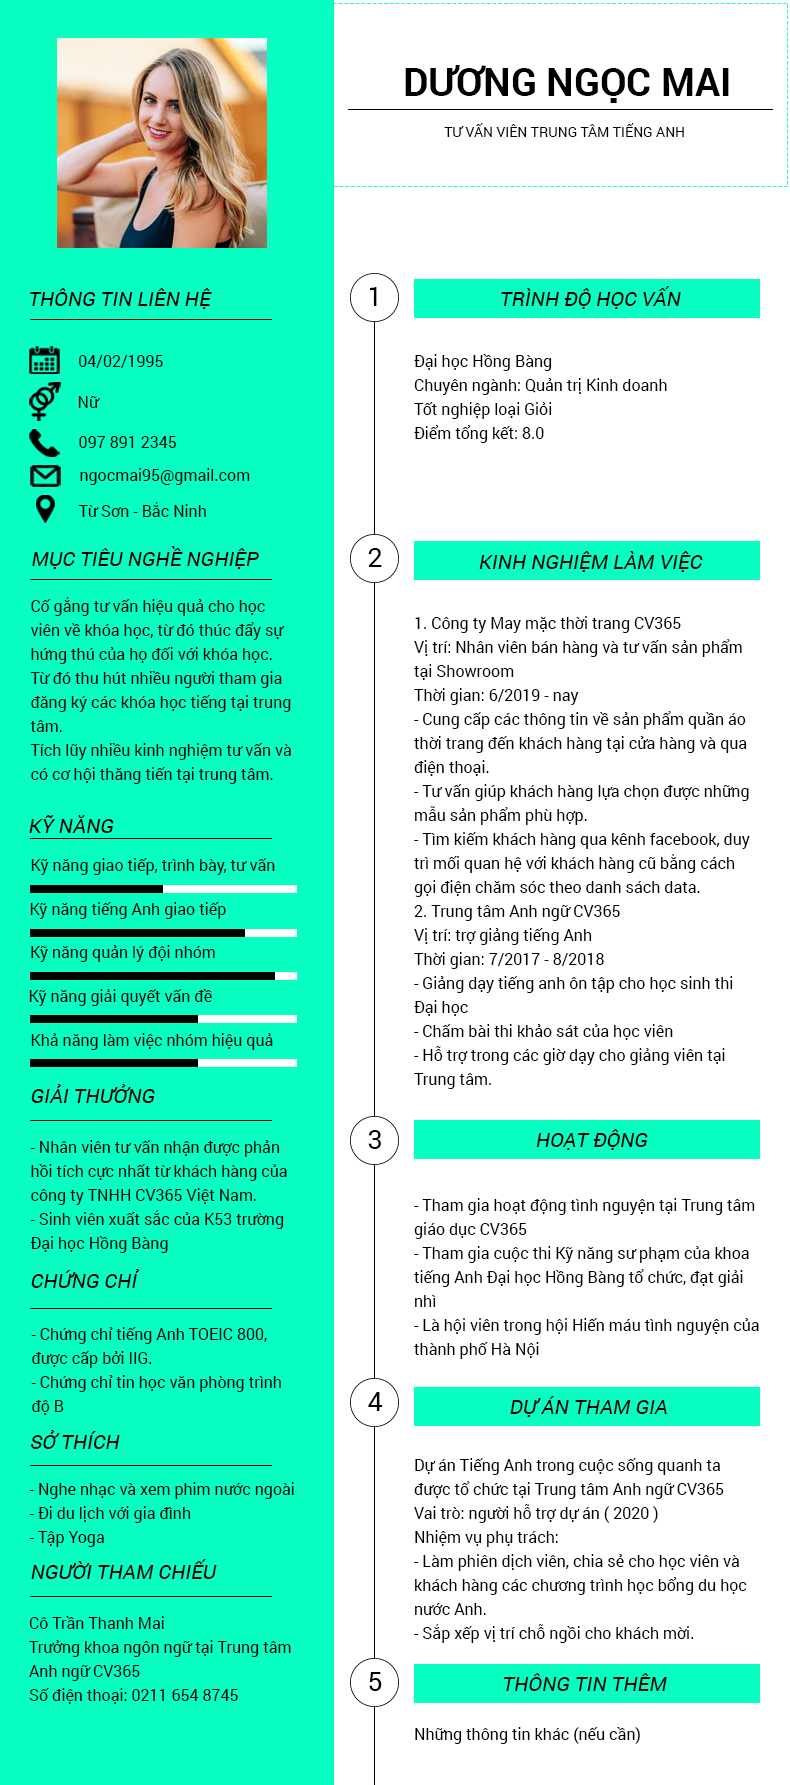 DƯƠNG NGỌC MAI
TƯ VẤN VIÊN TRUNG TÂM TIẾNG ANH
THÔNG TIN LIÊN HỆ
04/02/1995
Nữ
097 891 2345
ngocmai95@gmail.com
Từ Sơn - Bắc Ninh
MỤC TIÊU NGHỀ NGHIỆP
Cố gắng tư vấn hiệu quả cho học
viên về khóa học, từ đó thúc đẩy sự
hứng thú của họ đối với khóa học.
Từ đó thu hút nhiều người tham gia
đăng ký các khóa học tiếng tại trung
tâm.
Tích lũy nhiều kinh nghiệm tư vấn và
có cơ hội thăng tiến tại trung tâm.
KỸ NĂNG
Kỹ năng giao tiếp, trình bày, tư vấn
Kỹ năng tiếng Anh giao tiếp
Kỹ năng quản lý đội nhóm
Kỹ năng giải quyết vấn đề
Khả năng làm việc nhóm hiệu quả
GIẢI THƯỞNG
- Nhân viên tư vấn nhận được phản
hồi tích cực nhất từ khách hàng của
công ty TNHH CV365 Việt Nam.
- Sinh viên xuất sắc của K53 trường
Đại học Hồng Bàng
CHỨNG CHỈ
- Chứng chỉ tiếng Anh TOEIC 800,
được cấp bởi IIG.
- Chứng chỉ tin học văn phòng trình
độ B
SỞ THÍCH
- Nghe nhạc và xem phim nước ngoài
- Đi du lịch với gia đình
- Tập Yoga
NGƯỜI THAM CHIẾU
Cô Trần Thanh Mai
Trưởng khoa ngôn ngữ tại Trung tâm
Anh ngữ CV365
Số điện thoại: 0211 654 8745
1
TRÌNH ĐỘ HỌC VẤN
Đại học Hồng Bàng
Chuyên ngành: Quản trị Kinh doanh
Tốt nghiệp loại Giỏi
Điểm tổng kết: 8.0
2
KINH NGHIỆM LÀM VIỆC
1. Công ty May mặc thời trang CV365
Vị trí: Nhân viên bán hàng và tư vấn sản phẩm
tại Showroom
Thời gian: 6/2019 - nay
- Cung cấp các thông tin về sản phẩm quần áo
thời trang đến khách hàng tại cửa hàng và qua
điện thoại.
- Tư vấn giúp khách hàng lựa chọn được những
mẫu sản phẩm phù hợp.
- Tìm kiếm khách hàng qua kênh facebook, duy
trì mối quan hệ với khách hàng cũ bằng cách
gọi điện chăm sóc theo danh sách data.
2. Trung tâm Anh ngữ CV365
Vị trí: trợ giảng tiếng Anh
Thời gian: 7/2017 - 8/2018
- Giảng dạy tiếng anh ôn tập cho học sinh thi
Đại học
- Chấm bài thi khảo sát của học viên
- Hỗ trợ trong các giờ dạy cho giảng viên tại
Trung tâm.
3
HOẠT ĐỘNG
- Tham gia hoạt động tình nguyện tại Trung tâm
giáo dục CV365
- Tham gia cuộc thi Kỹ năng sư phạm của khoa
tiếng Anh Đại học Hồng Bàng tổ chức, đạt giải
nhì
- Là hội viên trong hội Hiến máu tình nguyện của
thành phố Hà Nội
4
DỰ ÁN THAM GIA
Dự án Tiếng Anh trong cuộc sống quanh ta
được tổ chức tại Trung tâm Anh ngữ CV365
Vai trò: người hỗ trợ dự án ( 2020 )
Nhiệm vụ phụ trách:
- Làm phiên dịch viên, chia sẻ cho học viên và
khách hàng các chương trình học bổng du học
nước Anh.
- Sắp xếp vị trí chỗ ngồi cho khách mời.
5
THÔNG TIN THÊM
Những thông tin khác (nếu cần)